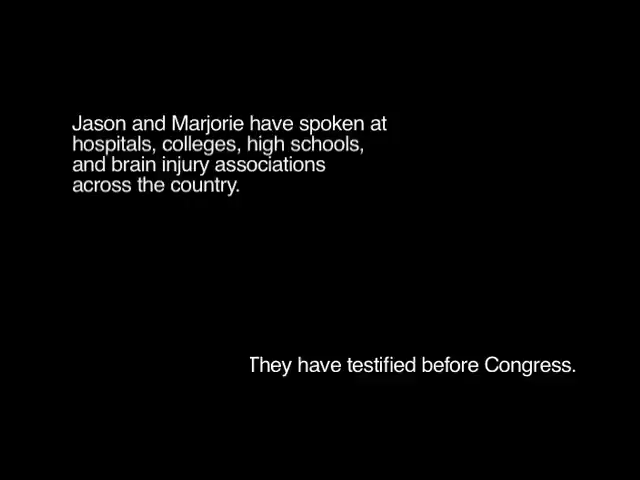 Jason and Marjorie have spoken at
hospitals, colleges, high schools,
and brain injury associations
across the country.
They have testified before Congress.